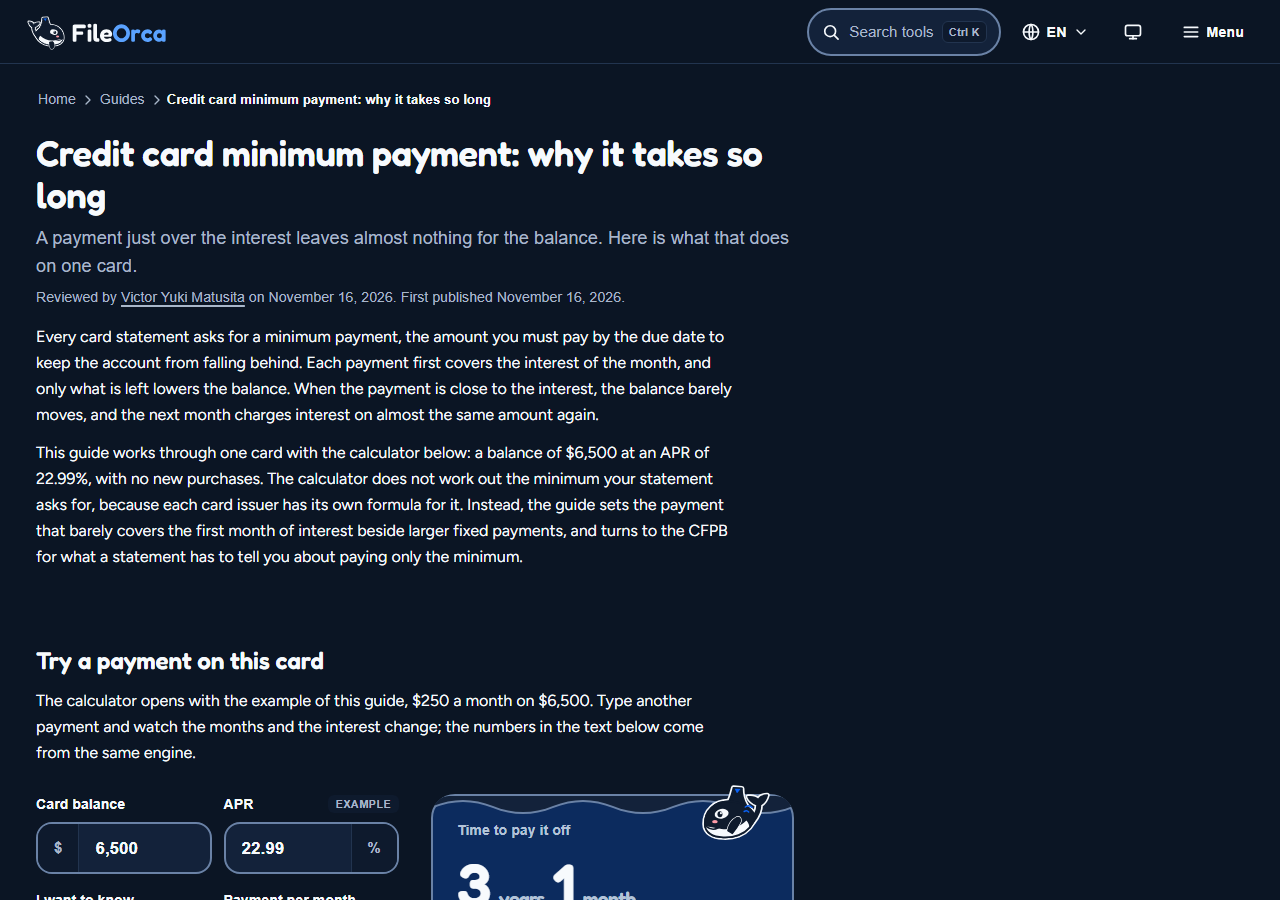 FileOrca
Search tools Ctrl K
EN
Menu
Home > Guides > Credit card minimum payment: why it takes so long
Credit card minimum payment: why it takes so
long
A payment just over the interest leaves almost nothing for the balance. Here is what that does
on one card.
Reviewed by Victor Yuki Matusita on November 16, 2026. First published November 16, 2026.
Every card statement asks for a minimum payment, the amount you must pay by the due date to
keep the account from falling behind. Each payment first covers the interest of the month, and
only what is left lowers the balance. When the payment is close to the interest, the balance barely
moves, and the next month charges interest on almost the same amount again.
This guide works through one card with the calculator below: a balance of $6,500 at an APR of
22.99%, with no new purchases. The calculator does not work out the minimum your statement
asks for, because each card issuer has its own formula for it. Instead, the guide sets the payment
that barely covers the first month of interest beside larger fixed payments, and turns to the CFPB
for what a statement has to tell you about paying only the minimum.
Try a payment on this card
The calculator opens with the example of this guide, $250 a month on $6,500. Type another
payment and watch the months and the interest change; the numbers in the text below come
from the same engine.
Card balance
APR EXAMPLE
$ 6,500
22.99 %
I want to know
Payment per month
Time to pay it off
3 years 1 month